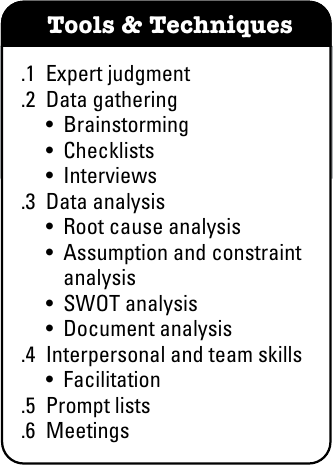 Tools & Techniques
.1 Expert judgment
.2 Data gathering
• Brainstorming
• Checklists
• Interviews
.3 Data analysis
• Root cause analysis
• Assumption and constraint
analysis
• SWOT analysis
• Document analysis
.4 Interpersonal and team skills
• Facilitation
.5 Prompt lists
.6 Meetings